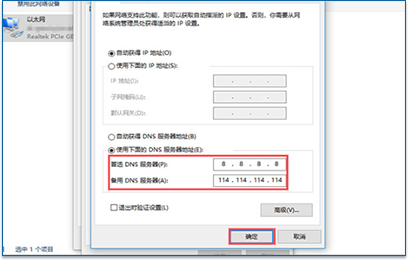 禁用此网络设备
以太网
Realtek PCIe GB
如果网络支持此功能，则可以获取自动指派的 IP 设置。否则，你需要从网
络系统管理员处获得适当的 IP 设置。
自动获得 IP 地址(O)
使用下面的 IP 地址(S):
IP 地址(I):
子网掩码(U):
默认网关(D):
自动获得 DNS 服务器地址(B)
使用下面的 DNS 服务器地址(E):
首选 DNS 服务器(P): 8 . 8 . 8 . 8
备用 DNS 服务器(A): 114 . 114 . 114 . 114
退出时验证设置(L)
高级(V)...
确定 取消
选中 1 个项目